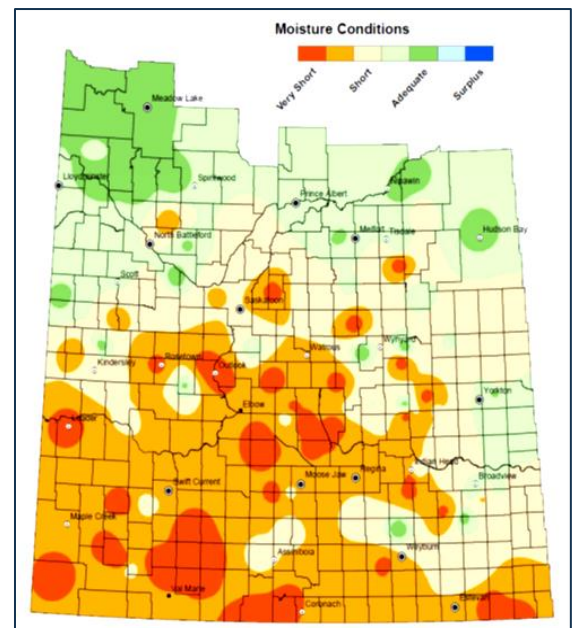 Moisture Conditions
Very Short
Short
Adequate
Surplus
Meadow Lake
Lloydminster
Spiritwood
Prince Albert
Nipawin
North Battleford
Melfort
Tisdale
Hudson Bay
Scott
Saskatoon
Kindersley
Rosetown
Outlook
Watrous
Wynyard
Elbow
Yorkton
Leader
Swift Current
Moose Jaw
Regina
Indian Head
Broadview
Maple Creek
Assiniboia
Weyburn
Val Marie
Coronach
Estevan